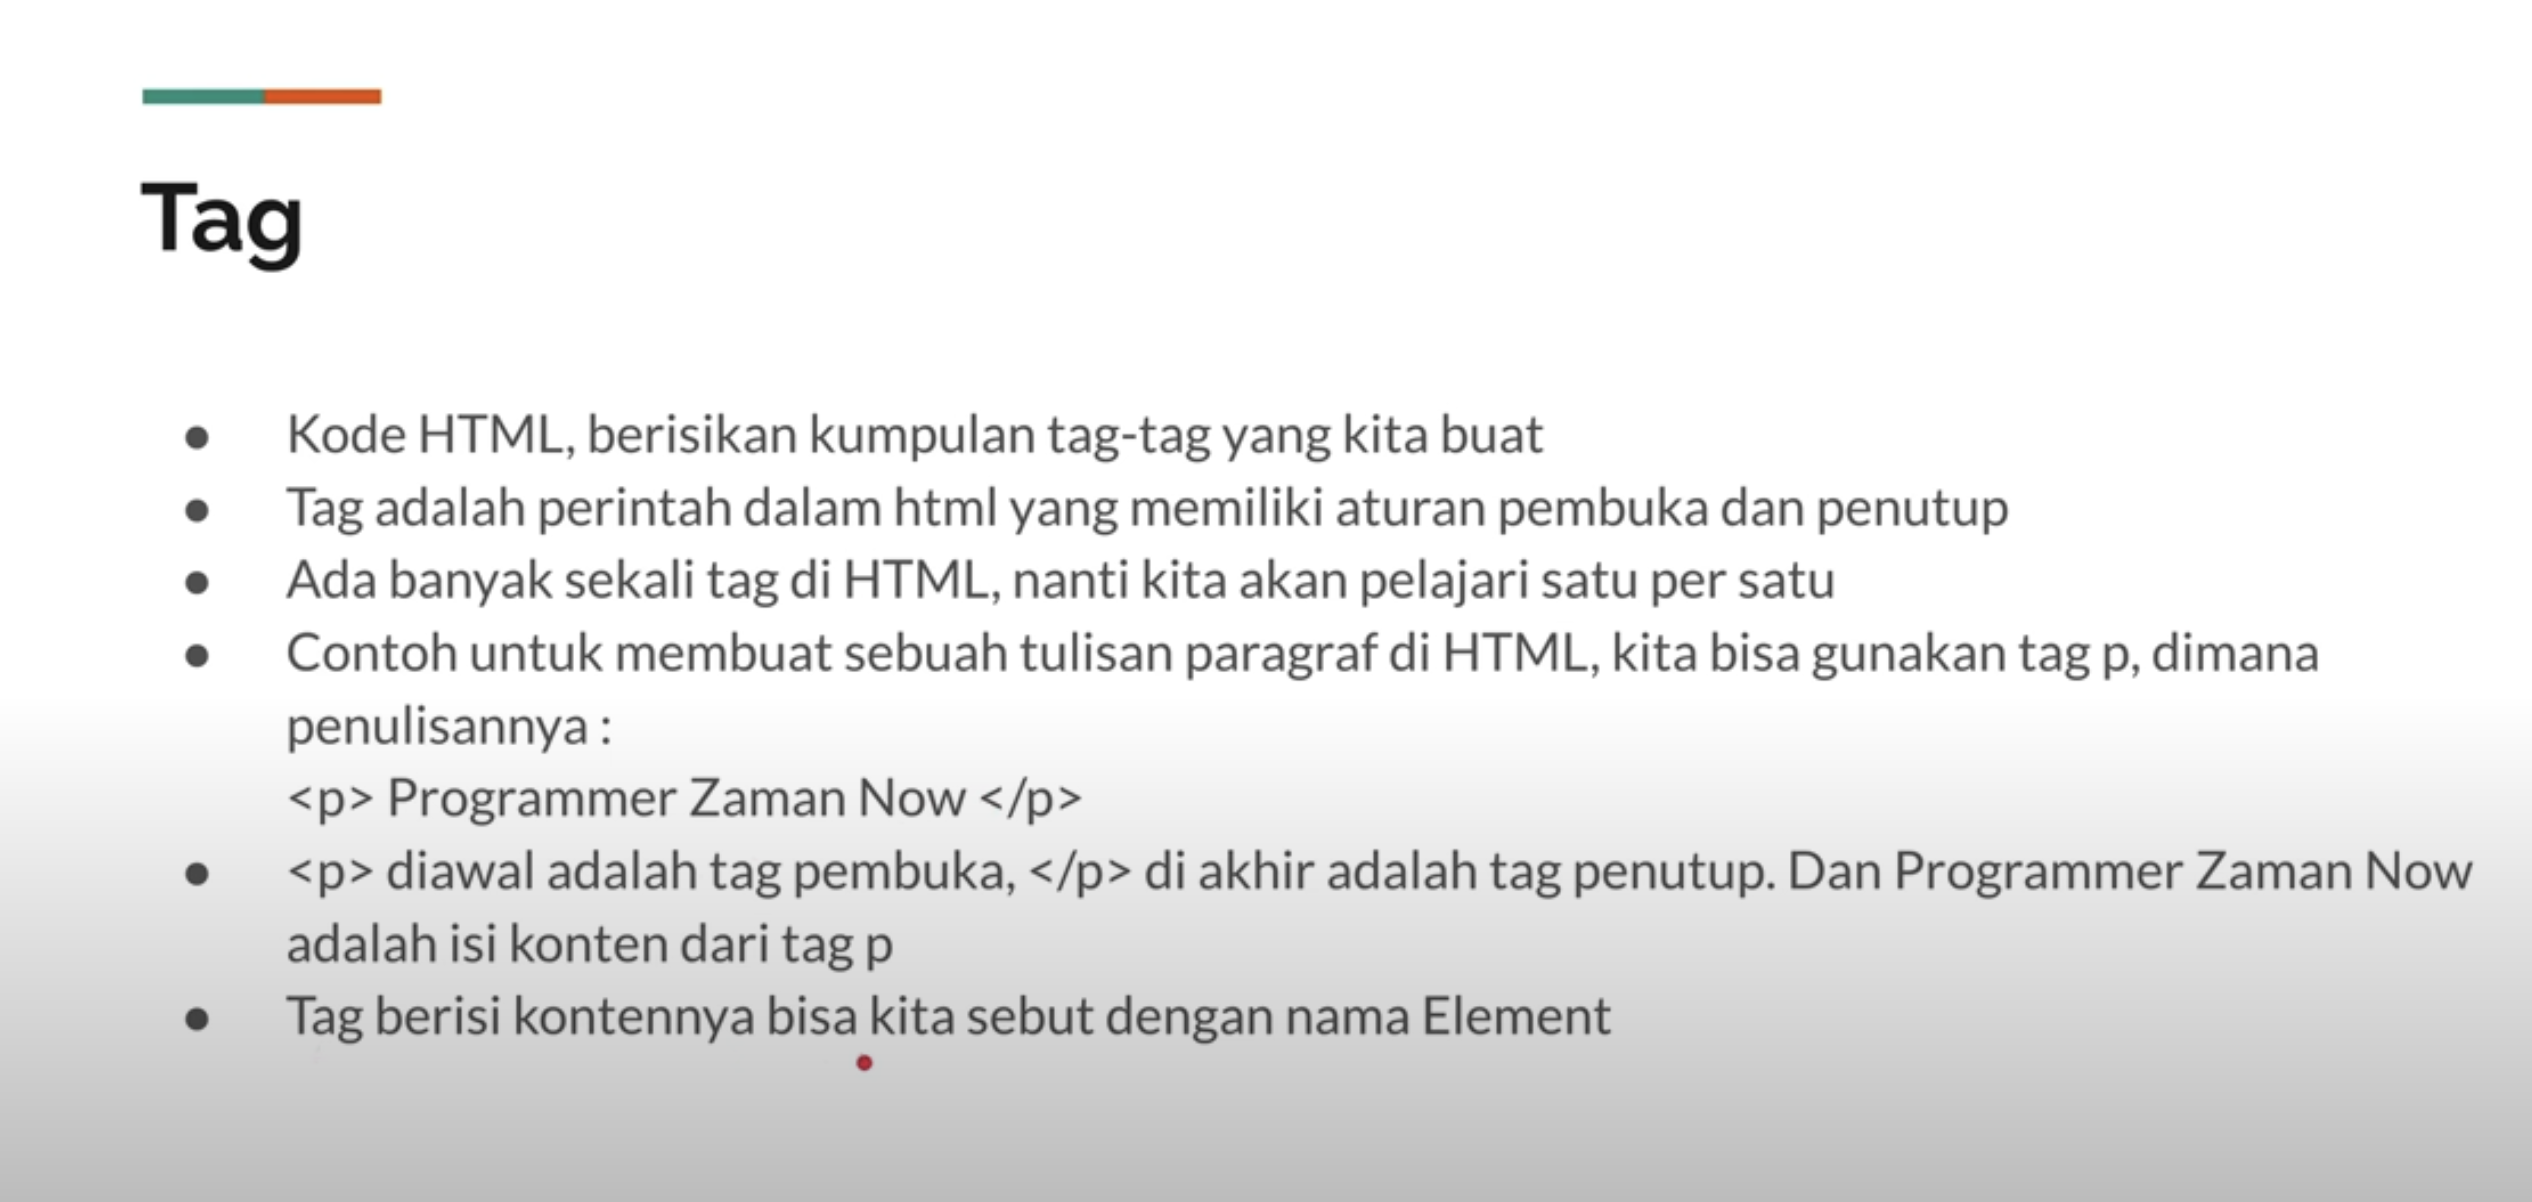 Tag
● Kode HTML, berisikan kumpulan tag-tag yang kita buat
● Tag adalah perintah dalam html yang memiliki aturan pembuka dan penutup
● Ada banyak sekali tag di HTML, nanti kita akan pelajari satu per satu
● Contoh untuk membuat sebuah tulisan paragraf di HTML, kita bisa gunakan tag p, dimana
penulisannya :
<p> Programmer Zaman Now </p>
● <p> diawal adalah tag pembuka, </p> di akhir adalah tag penutup. Dan Programmer Zaman Now
adalah isi konten dari tag p
● Tag berisi kontennya bisa kita sebut dengan nama Element